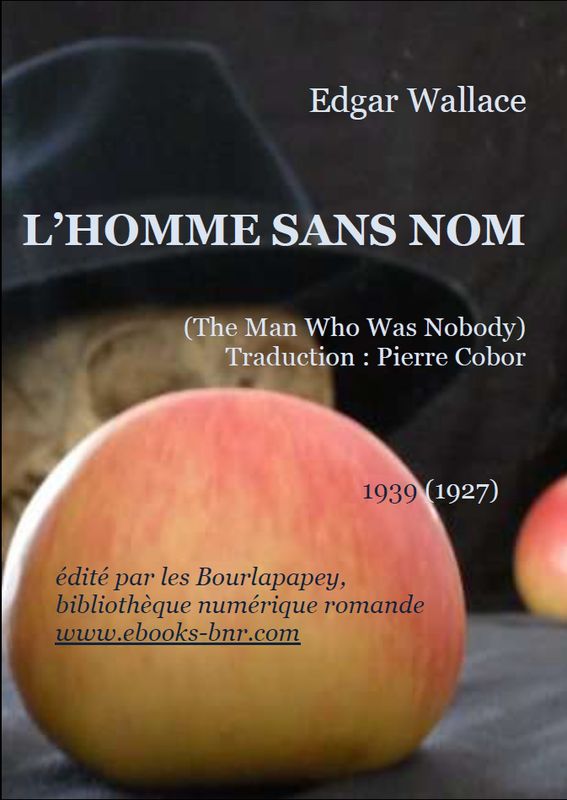 Edgar Wallace
L’HOMME SANS NOM
(The Man Who Was Nobody)
Traduction : Pierre Cobor
1939 (1927)
édité par les Bourlapapey,
bibliothèque numérique romande
www.ebooks-bnr.com